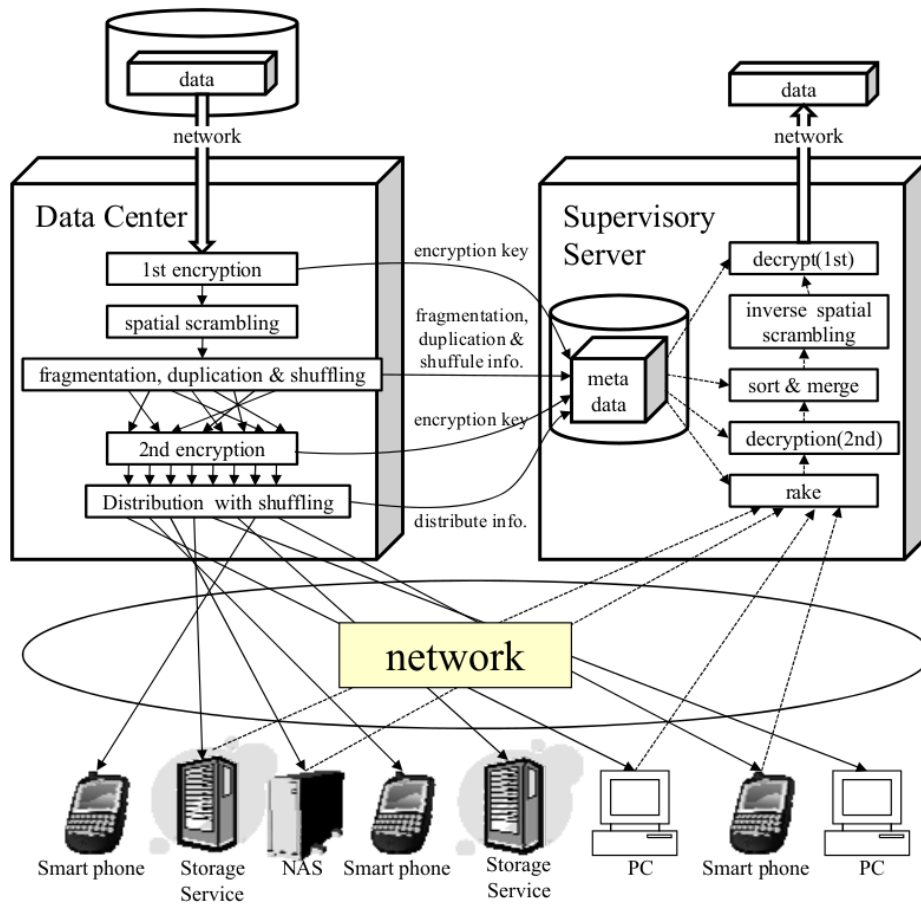 data
data
network
network
Data Center
Supervisory
Server
1st encryption
spatial scrambling
fragmentation, duplication & shuffling
2nd encryption
Distribution with shuffling
encryption key
fragmentation,
duplication &
shuffule info.
encryption key
distribute info.
meta
data
decrypt(1st)
inverse spatial
scrambling
sort & merge
decryption(2nd)
rake
network
Smart phone
Storage
Service
NAS
Smart phone
Storage
Service
PC
Smart phone
PC